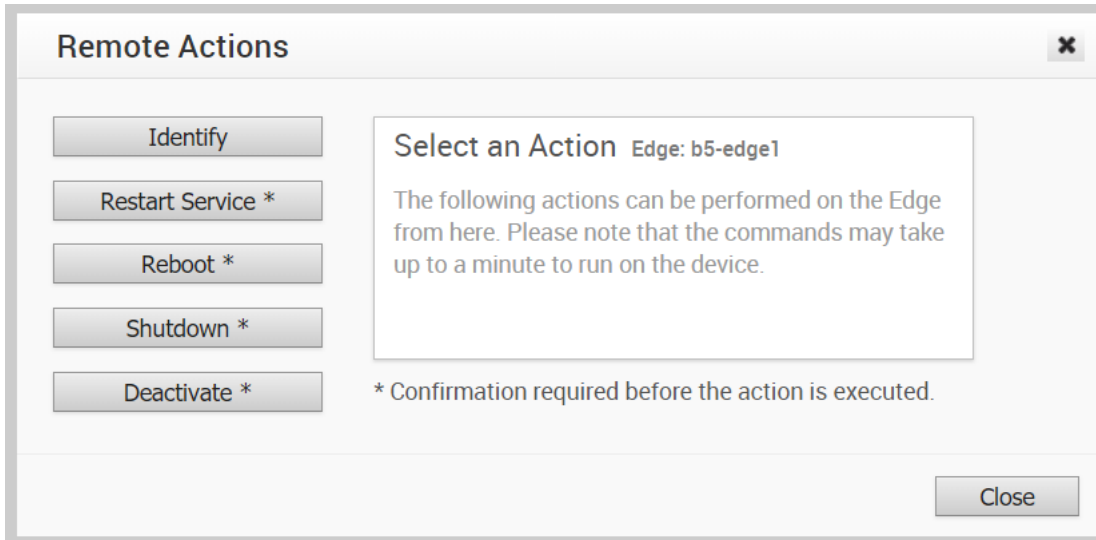 Remote Actions
Identify
Restart Service *
Reboot *
Shutdown *
Deactivate *
Select an Action Edge: b5-edge1
The following actions can be performed on the Edge
from here. Please note that the commands may take
up to a minute to run on the device.
* Confirmation required before the action is executed.
Close